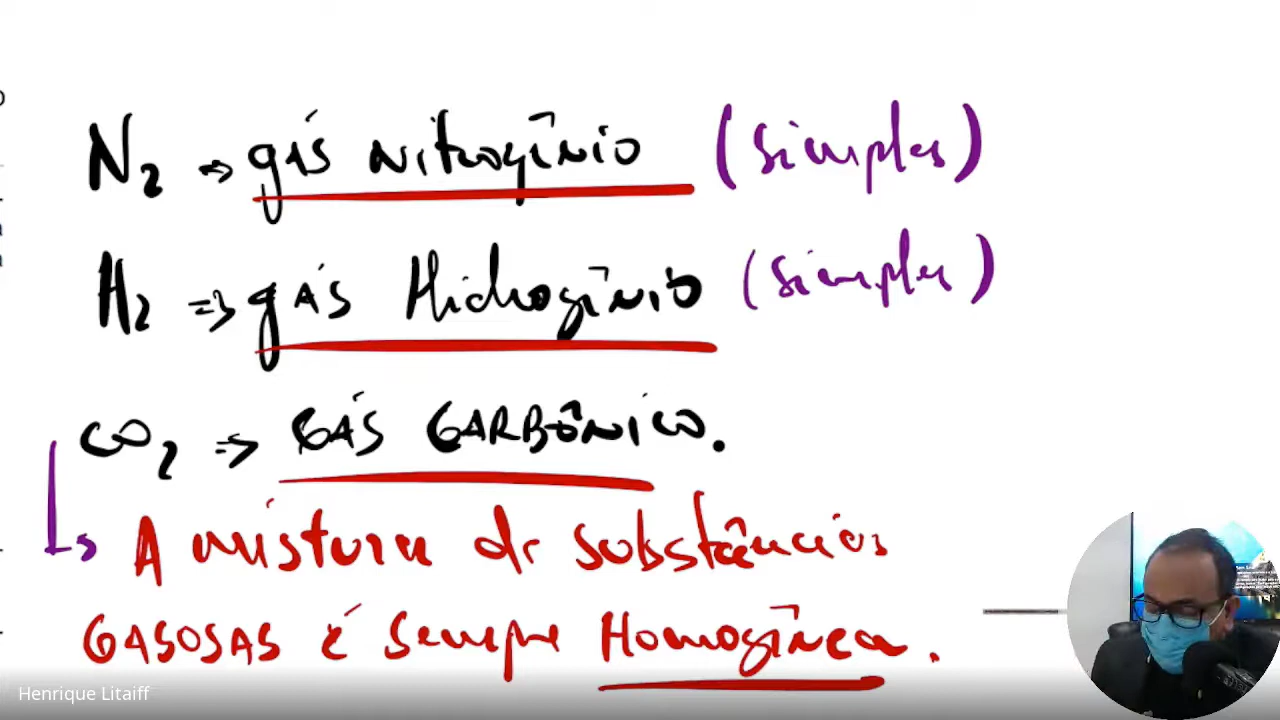 N2 ⇒ gás nitrogênio (simples)
H2 ⇒ gás Hidrogênio (simples)
CO2 ⇒ GÁS CARBÔNICO.
↳ A mistura de substâncias
GASOSAS é sempre Homogênea.
Henrique Litaiff